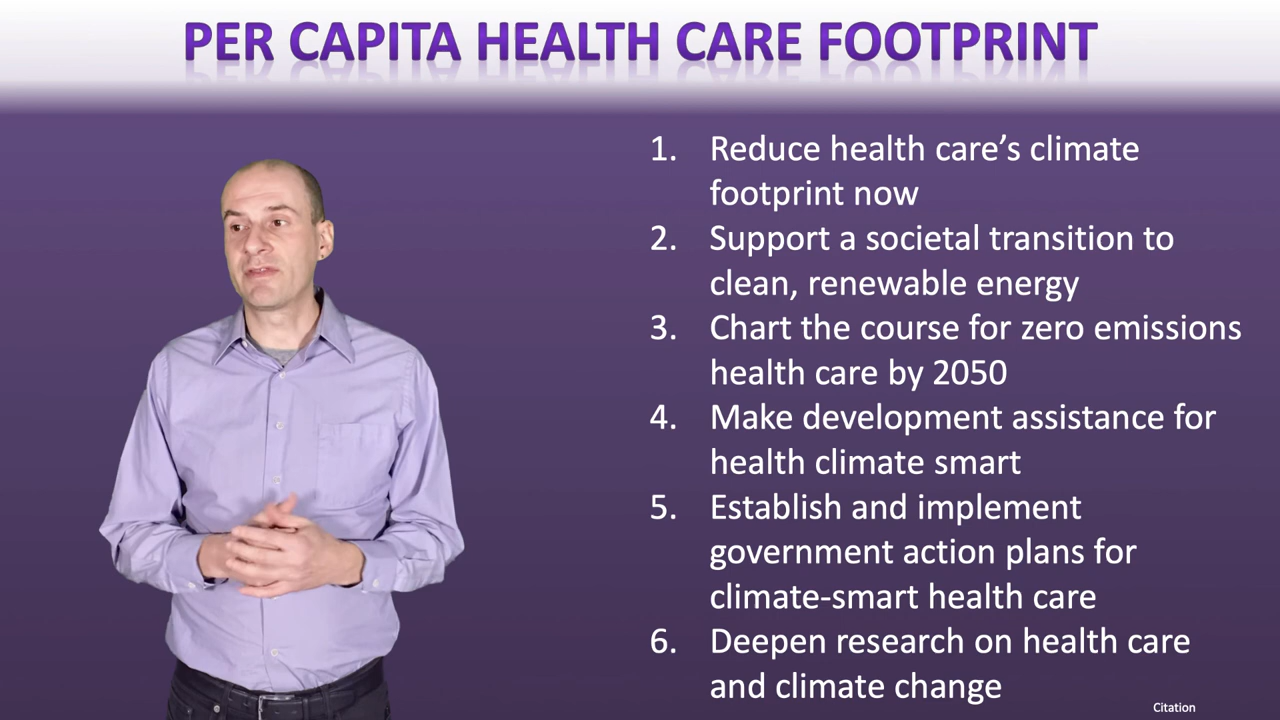 PER CAPITA HEALTH CARE FOOTPRINT
1. Reduce health care’s climate
footprint now
2. Support a societal transition to
clean, renewable energy
3. Chart the course for zero emissions
health care by 2050
4. Make development assistance for
health climate smart
5. Establish and implement
government action plans for
climate-smart health care
6. Deepen research on health care
and climate change
Citation